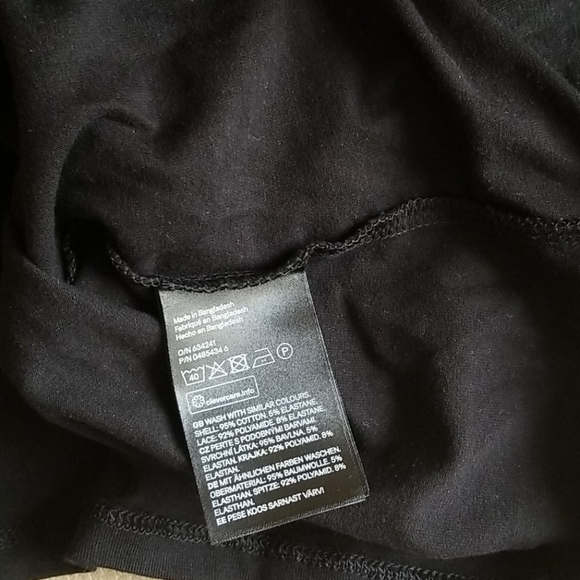 Made in Bangladesh
Fabriqué en Bangladesh
Hecho en Bangladesh
O/N 634241
P/N 0485434 6
40 P
clevercare.info
GB WASH WITH SIMILAR COLOURS.
SHELL: 95% COTTON, 5% ELASTANE.
LACE: 92% POLYAMIDE, 8% ELASTANE.
CZ PERTE S PODOBNÝMI BARVAMI.
SVRCHNÍ LÁTKA: 95% BAVLNA, 5%
ELASTAN. KRAJKA: 92% POLYAMID, 8%
ELASTAN.
DE MIT ÄHNLICHEN FARBEN WASCHEN.
OBERMATERIAL: 95% BAUMWOLLE, 5%
ELASTHAN. SPITZE: 92% POLYAMID, 8%
ELASTHAN.
EE PESE KOOS SARNAST VÄRVI